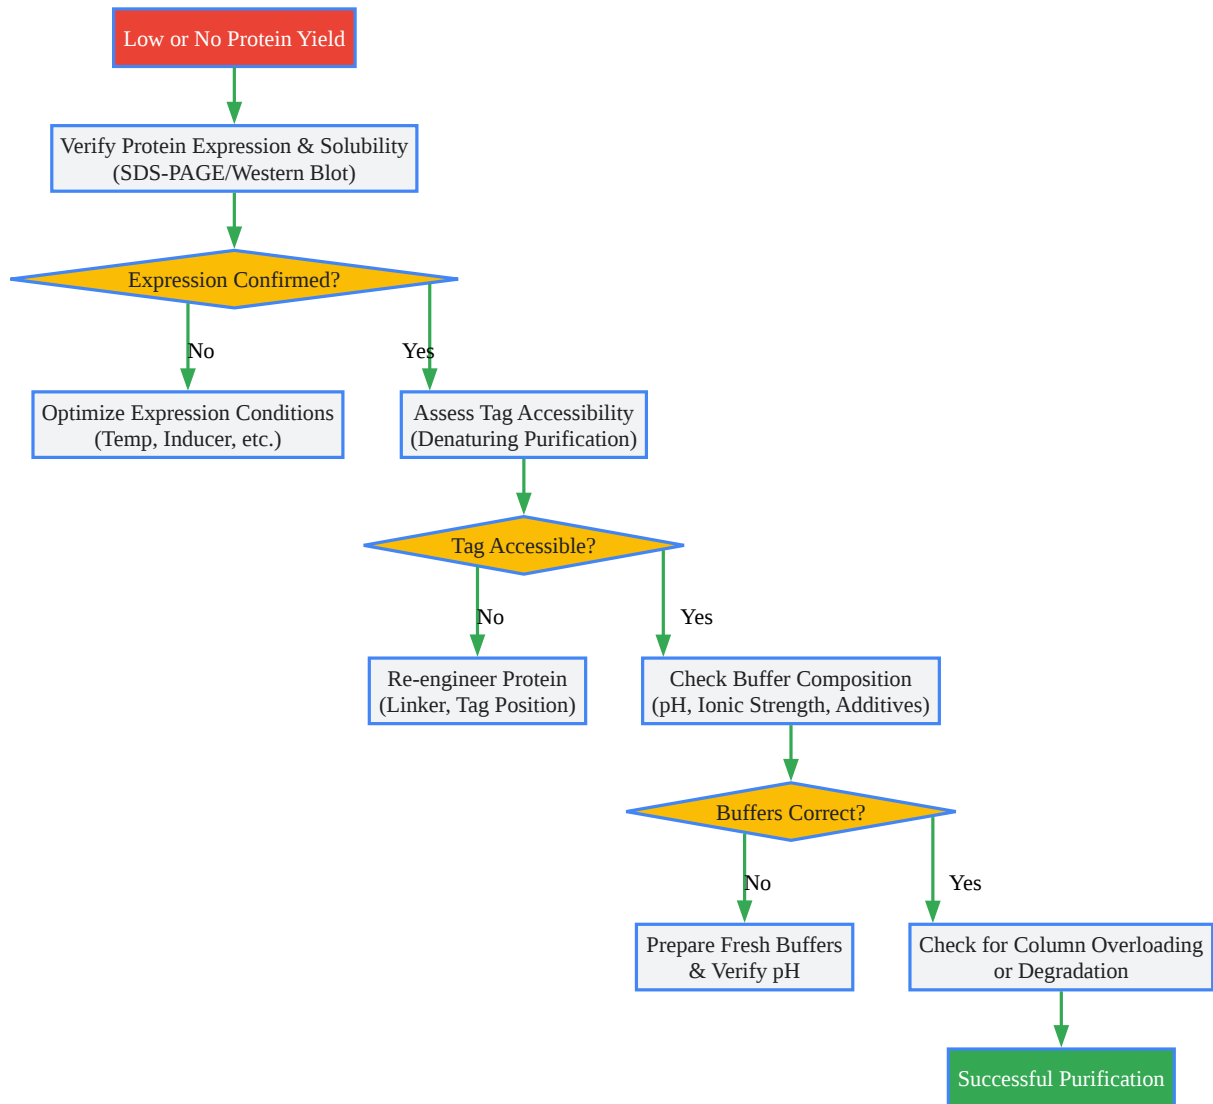 Low or No Protein Yield
Verify Protein Expression & Solubility
(SDS-PAGE/Western Blot)
Expression Confirmed?
No
Yes
Optimize Expression Conditions
(Temp, Inducer, etc.)
Assess Tag Accessibility
(Denaturing Purification)
Tag Accessible?
No
Yes
Re-engineer Protein
(Linker, Tag Position)
Check Buffer Composition
(pH, Ionic Strength, Additives)
Buffers Correct?
No
Yes
Prepare Fresh Buffers
& Verify pH
Check for Column Overloading
or Degradation
Successful Purification